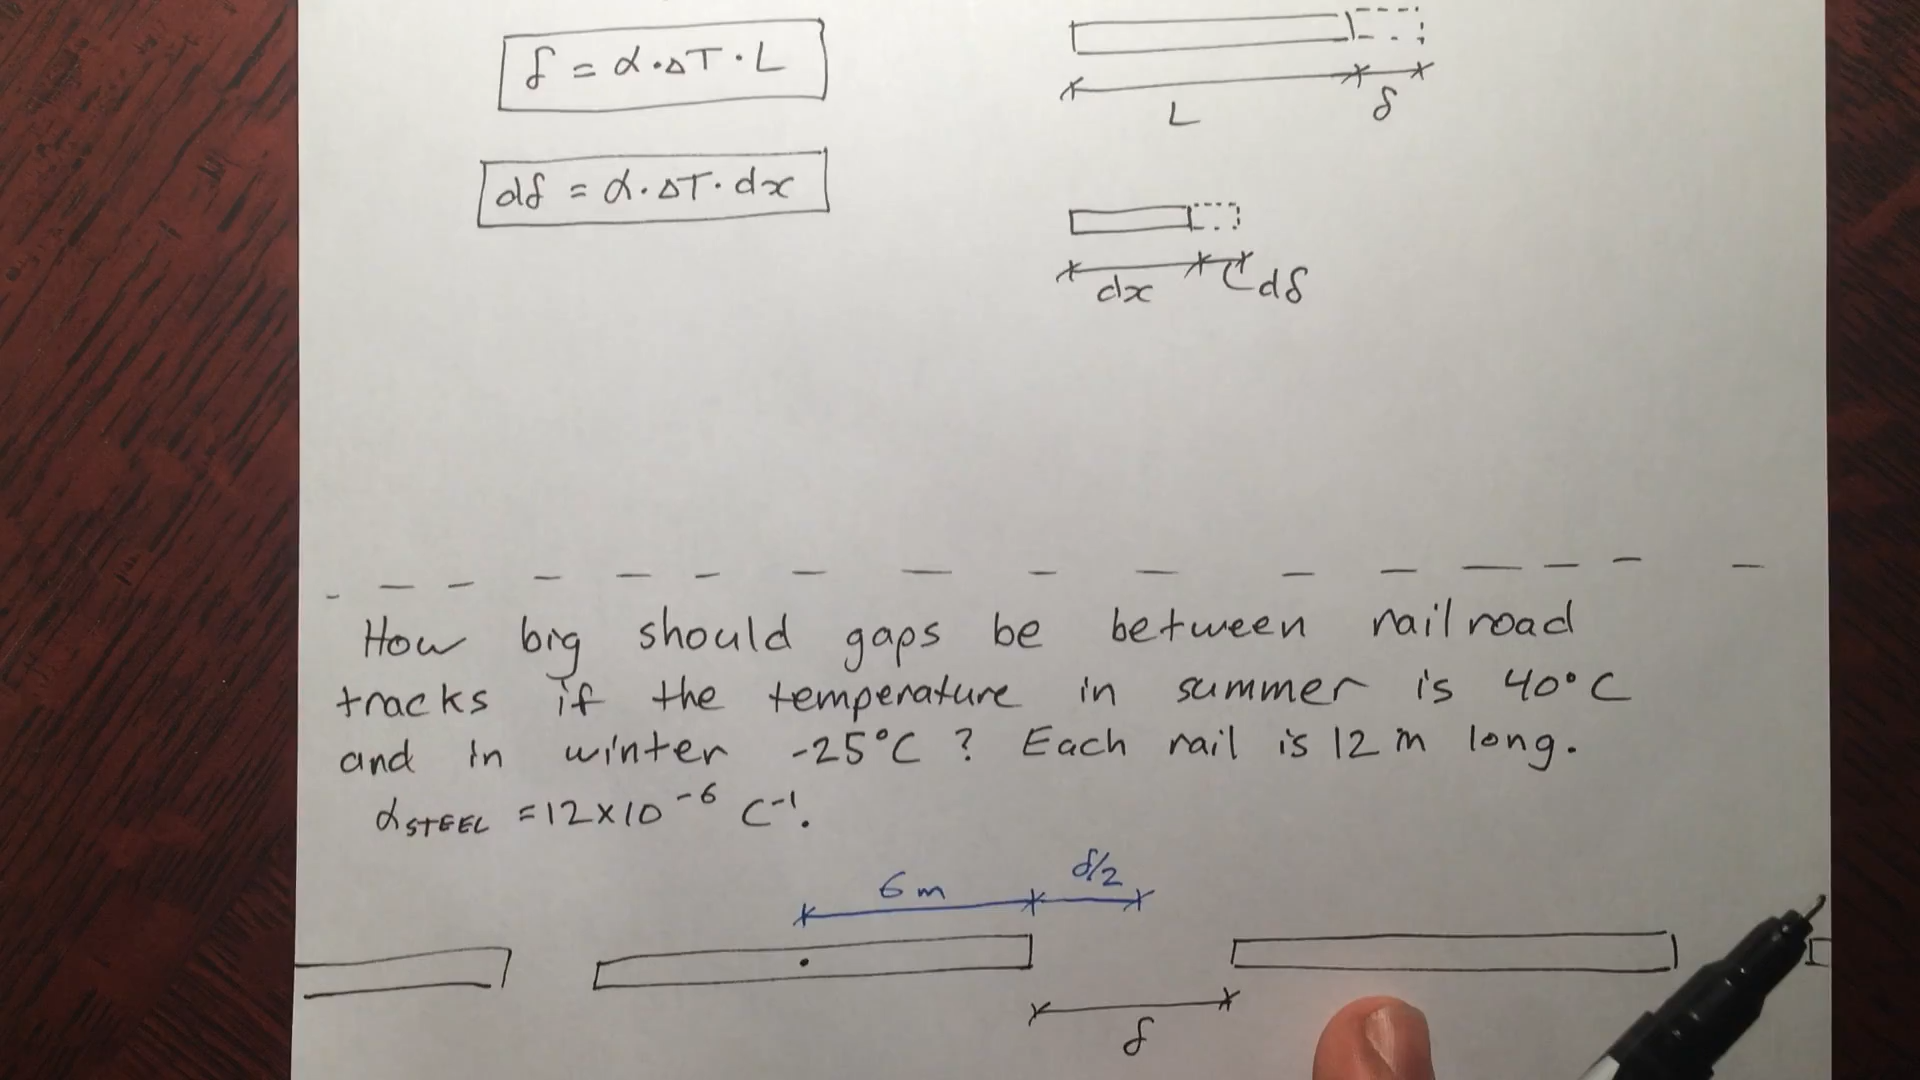 δ = α・ΔT・L
L
δ
dδ = α・ΔT・dx
dx
dδ
How big should gaps be between railroad
tracks if the temperature in summer is 40°C
and in winter -25°C? Each rail is 12 m long.
α STEEL = 12×10⁻⁶ C⁻¹.
6 m
δ/2
δ